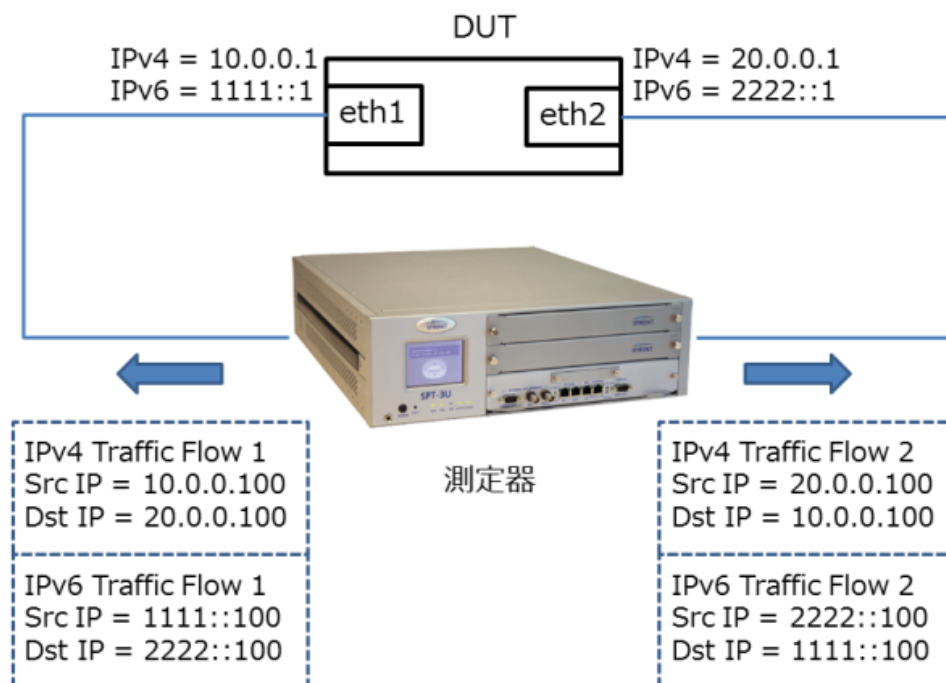 DUT
IPv4 = 10.0.0.1
IPv6 = 1111::1
IPv4 = 20.0.0.1
IPv6 = 2222::1
eth1
eth2
SPIRENT
SPT-3U
測定器
IPv4 Traffic Flow 1
Src IP = 10.0.0.100
Dst IP = 20.0.0.100
IPv6 Traffic Flow 1
Src IP = 1111::100
Dst IP = 2222::100
IPv4 Traffic Flow 2
Src IP = 20.0.0.100
Dst IP = 10.0.0.100
IPv6 Traffic Flow 2
Src IP = 2222::100
Dst IP = 1111::100